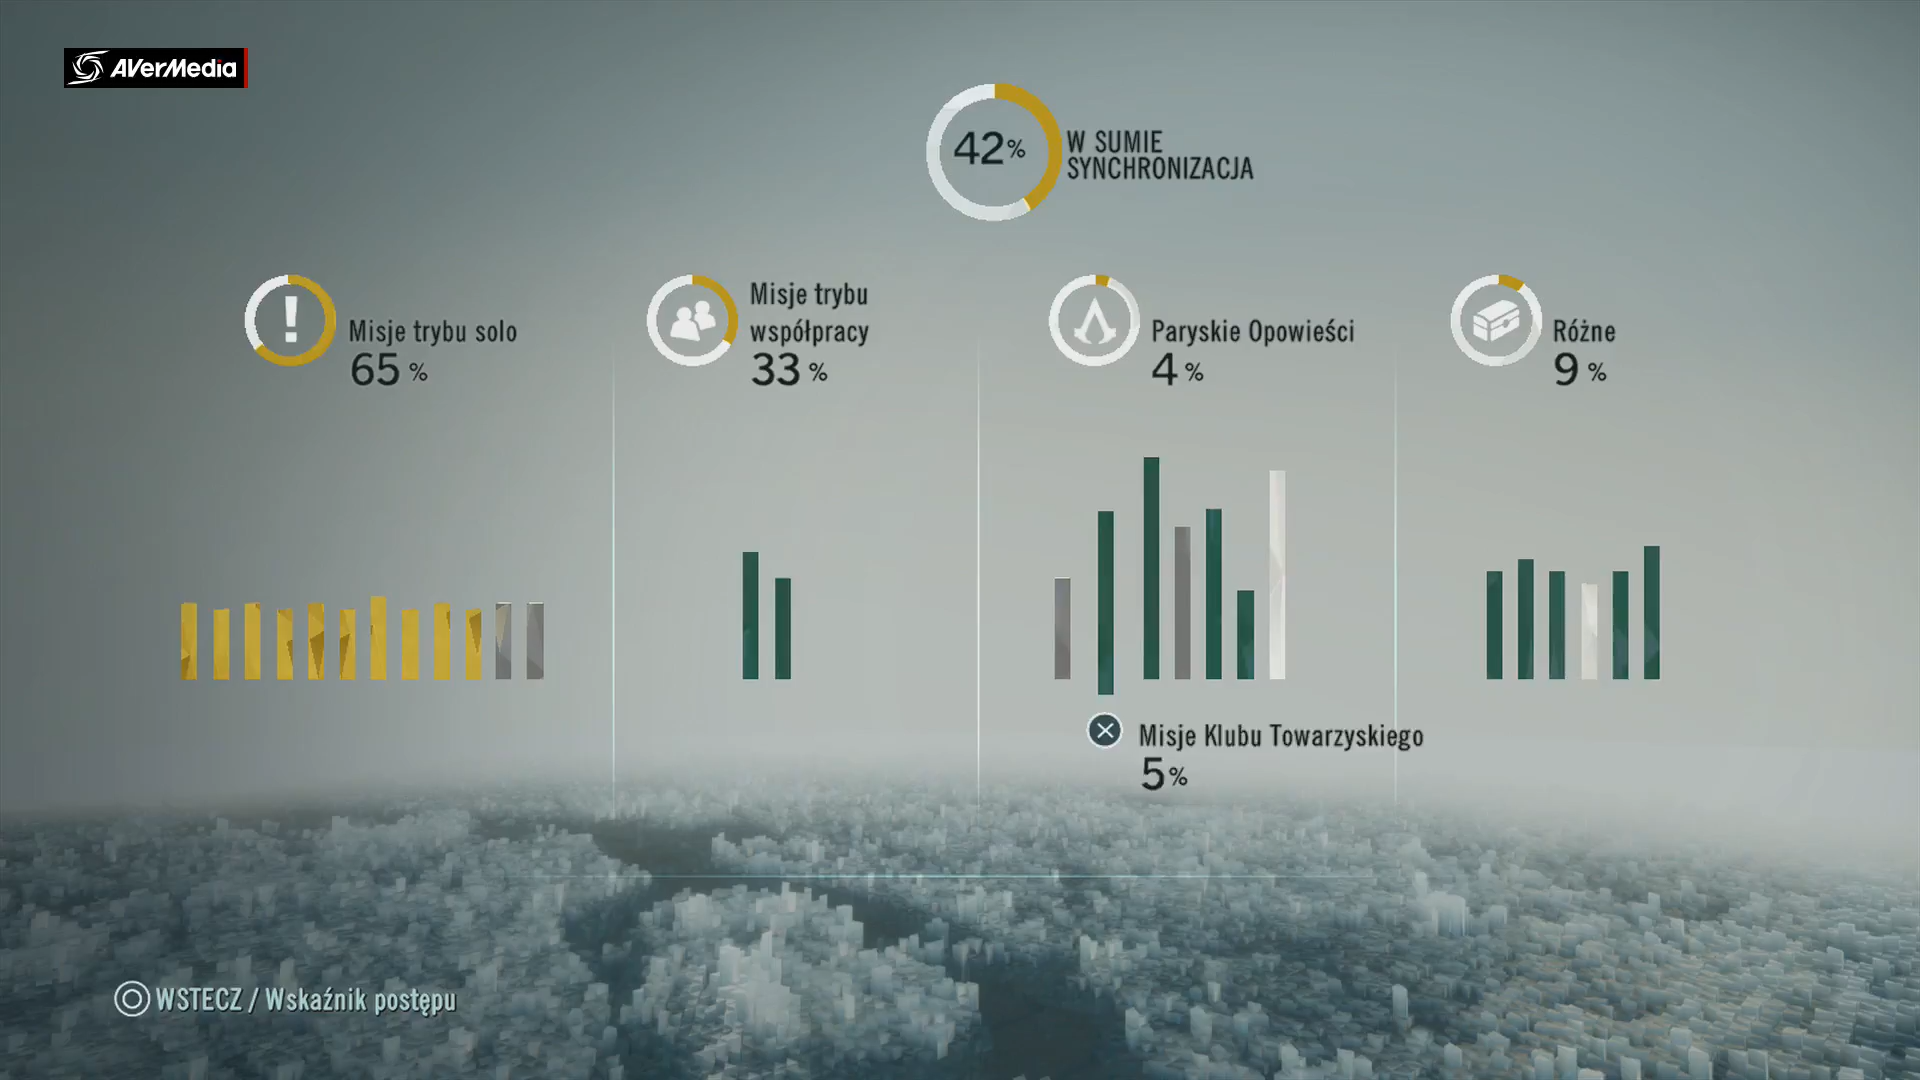 AVerMedia
42%
W SUMIE
SYNCHRONIZACJA
Misje trybu solo
65 %
Misje trybu
współpracy
33 %
Paryskie Opowieści
4 %
Różne
9 %
Misje Klubu Towarzyskiego
5%
WSTECZ / Wskaźnik postępu